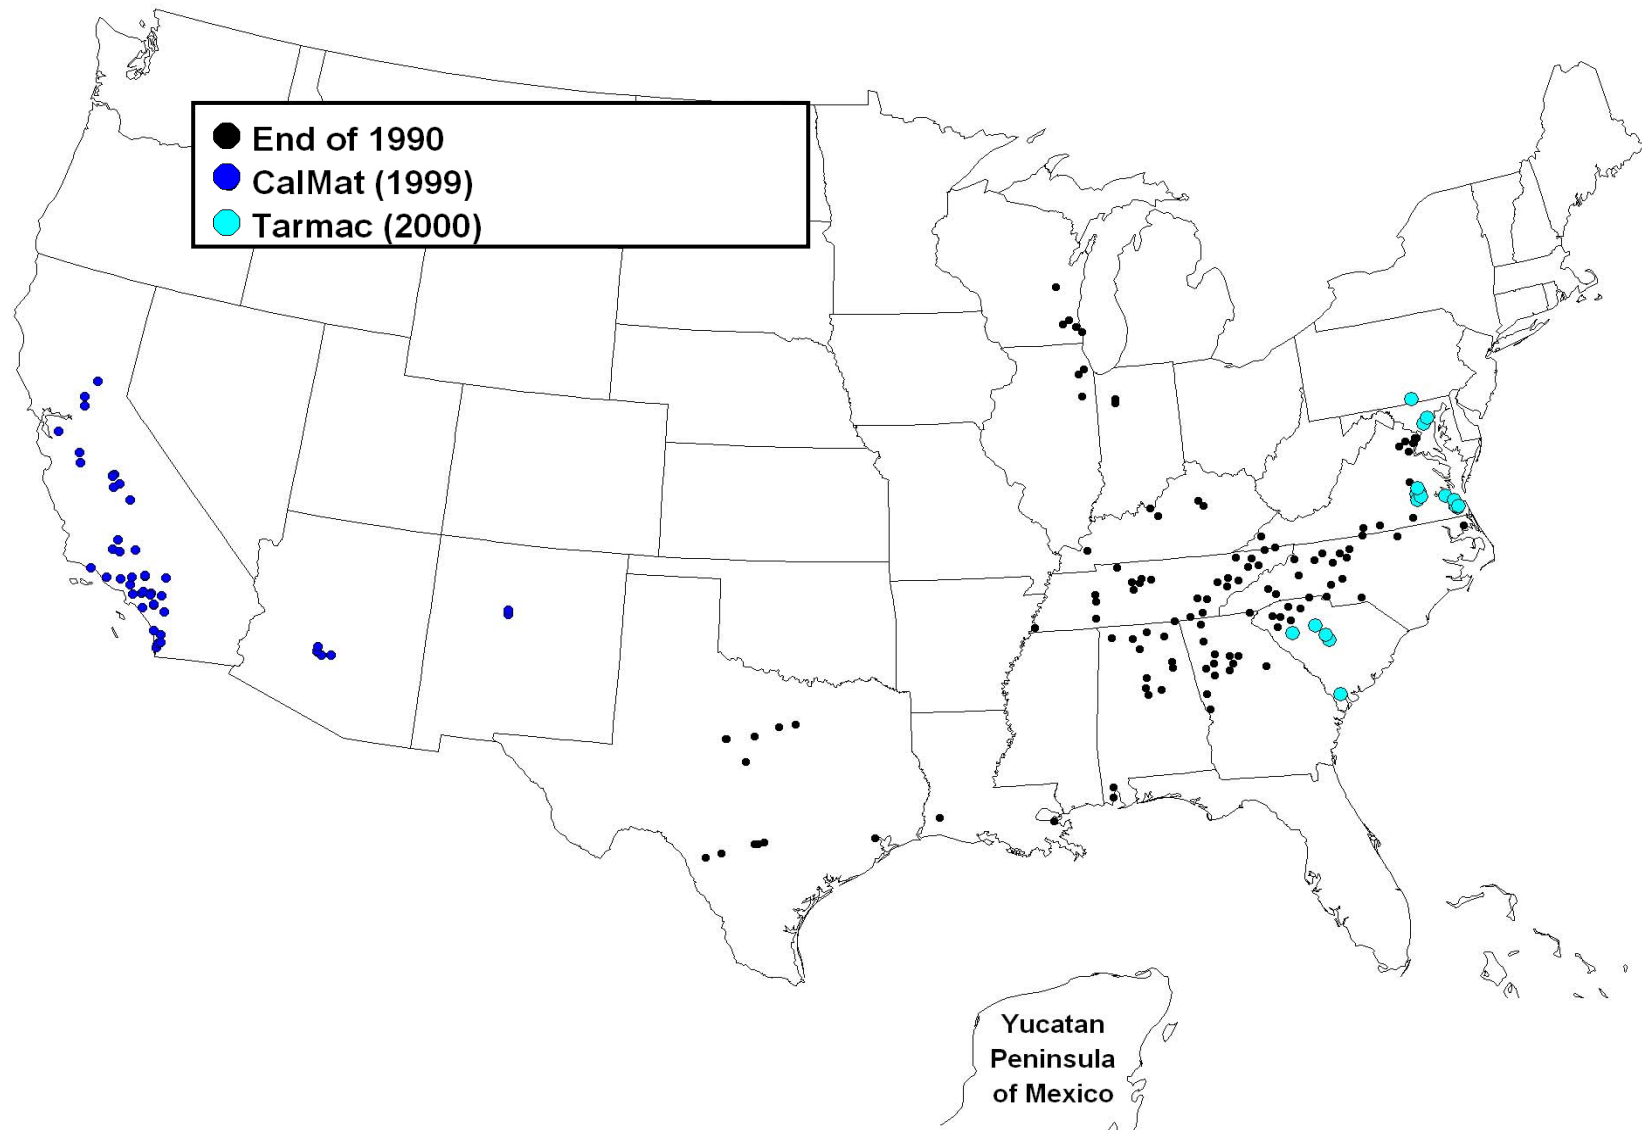 End of 1990
CalMat (1999)
Tarmac (2000)
Yucatan
Peninsula
of Mexico